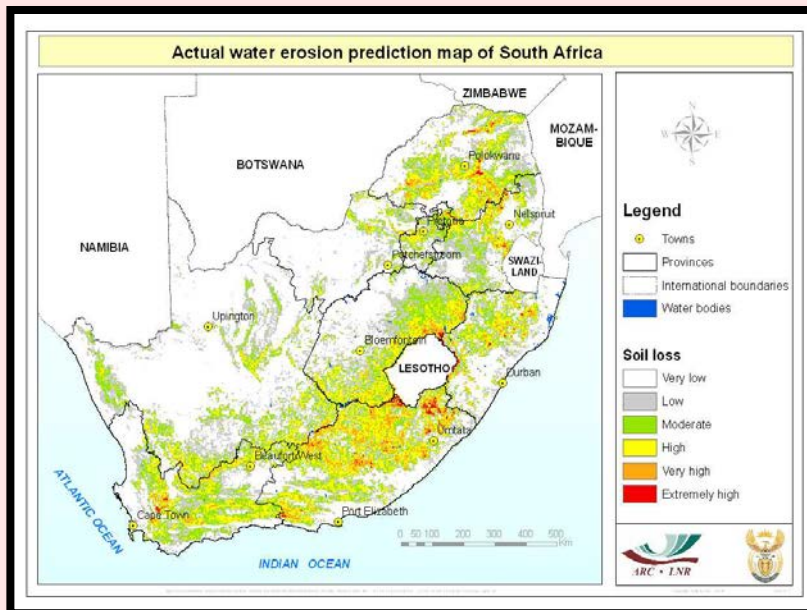 Actual water erosion prediction map of South Africa
ZIMBABWE
MOZAM-
BIQUE
BOTSWANA
NAMIBIA
Polokwane
Nelspruit
Pretoria
Potchefstroom
SWAZI-
LAND
Upington
Bloemfontein
LESOTHO
Durban
Umtata
Beaufort West
Cape Town
Port Elizabeth
ATLANTIC OCEAN
INDIAN OCEAN
0 50 100 200 300 400 500
Km
N
W E
S
Legend
Towns
Provinces
International boundaries
Water bodies
Soil loss
Very low
Low
Moderate
High
Very high
Extremely high
ARC • LNR